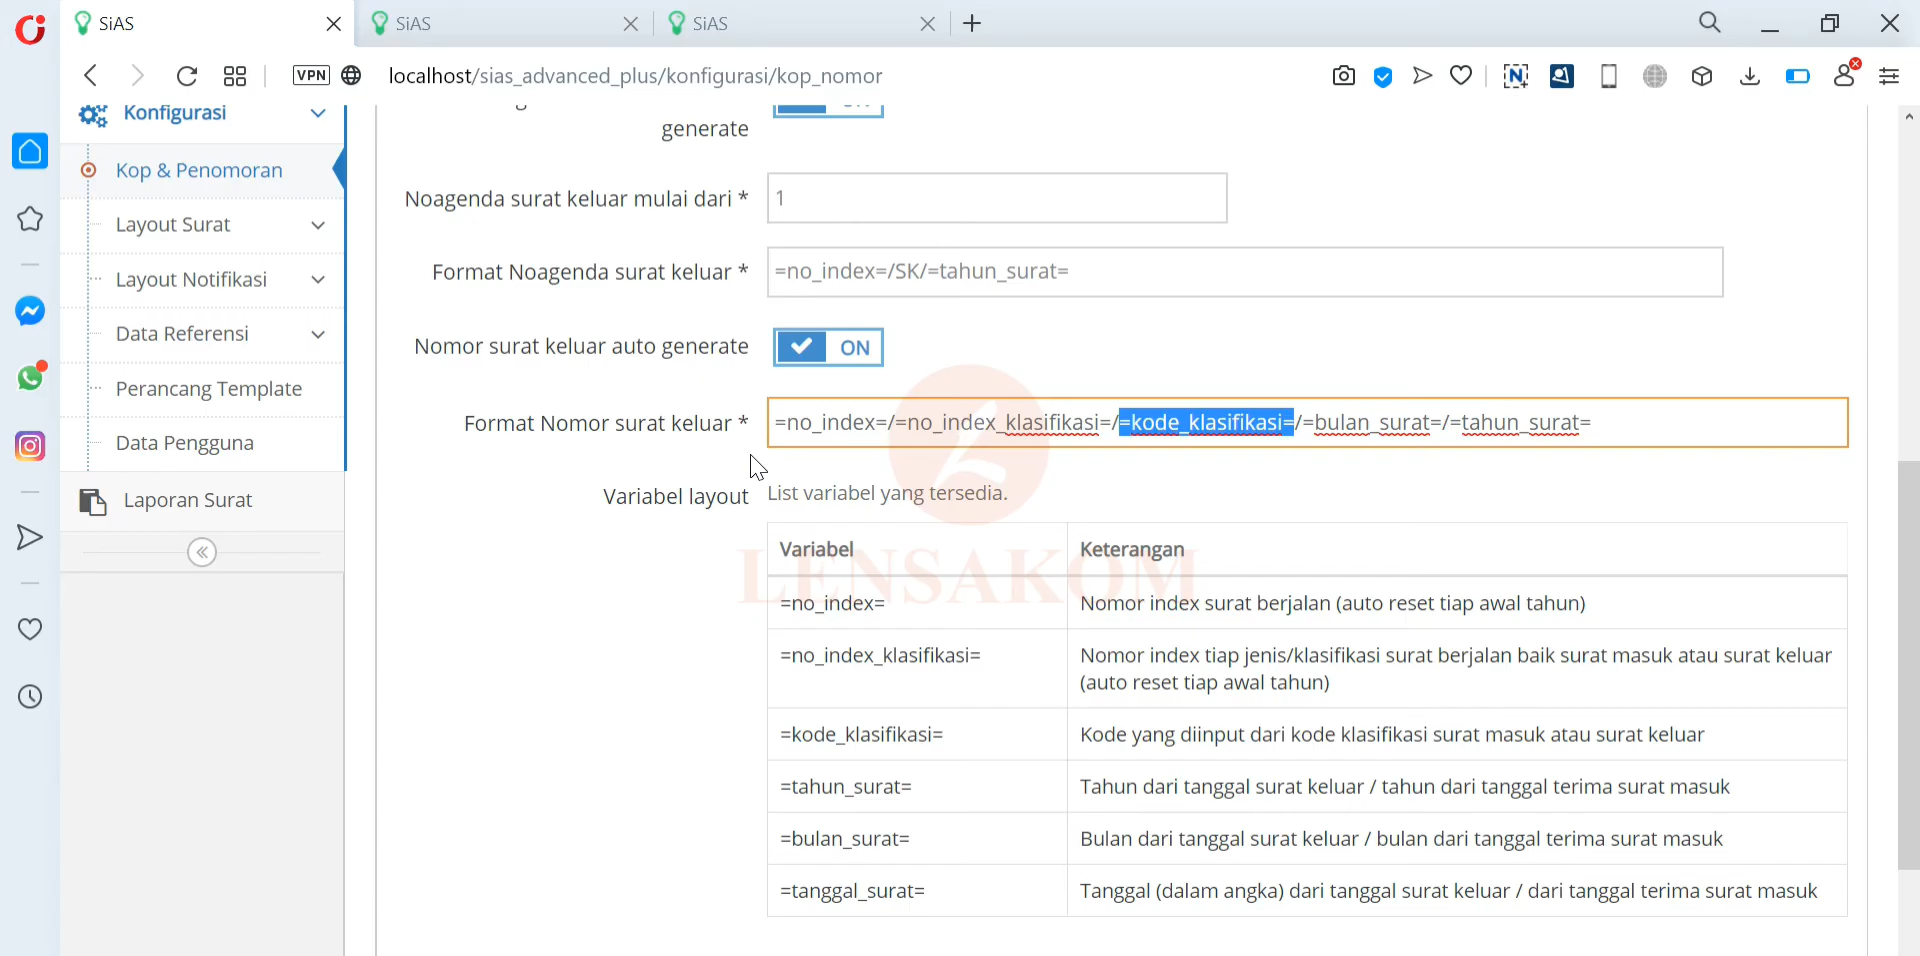 SiAS
SiAS
SiAS
VPN
localhost/sias_advanced_plus/konfigurasi/kop_nomor
Konfigurasi
Kop & Penomoran
Layout Surat
Layout Notifikasi
Data Referensi
Perancang Template
Data Pengguna
Laporan Surat
generate
Noagenda surat keluar mulai dari *
1
Format Noagenda surat keluar *
=no_index=/SK/=tahun_surat=
Nomor surat keluar auto generate
ON
Format Nomor surat keluar *
=no_index=/=no_index_klasifikasi=/=kode_klasifikasi=/=bulan_surat=/=tahun_surat=
Variabel layout
List variabel yang tersedia.
Variabel
Keterangan
LENSAKOM
=no_index=
Nomor index surat berjalan (auto reset tiap awal tahun)
=no_index_klasifikasi=
Nomor index tiap jenis/klasifikasi surat berjalan baik surat masuk atau surat keluar
(auto reset tiap awal tahun)
=kode_klasifikasi=
Kode yang diinput dari kode klasifikasi surat masuk atau surat keluar
=tahun_surat=
Tahun dari tanggal surat keluar / tahun dari tanggal terima surat masuk
=bulan_surat=
Bulan dari tanggal surat keluar / bulan dari tanggal terima surat masuk
=tanggal_surat=
Tanggal (dalam angka) dari tanggal surat keluar / dari tanggal terima surat masuk